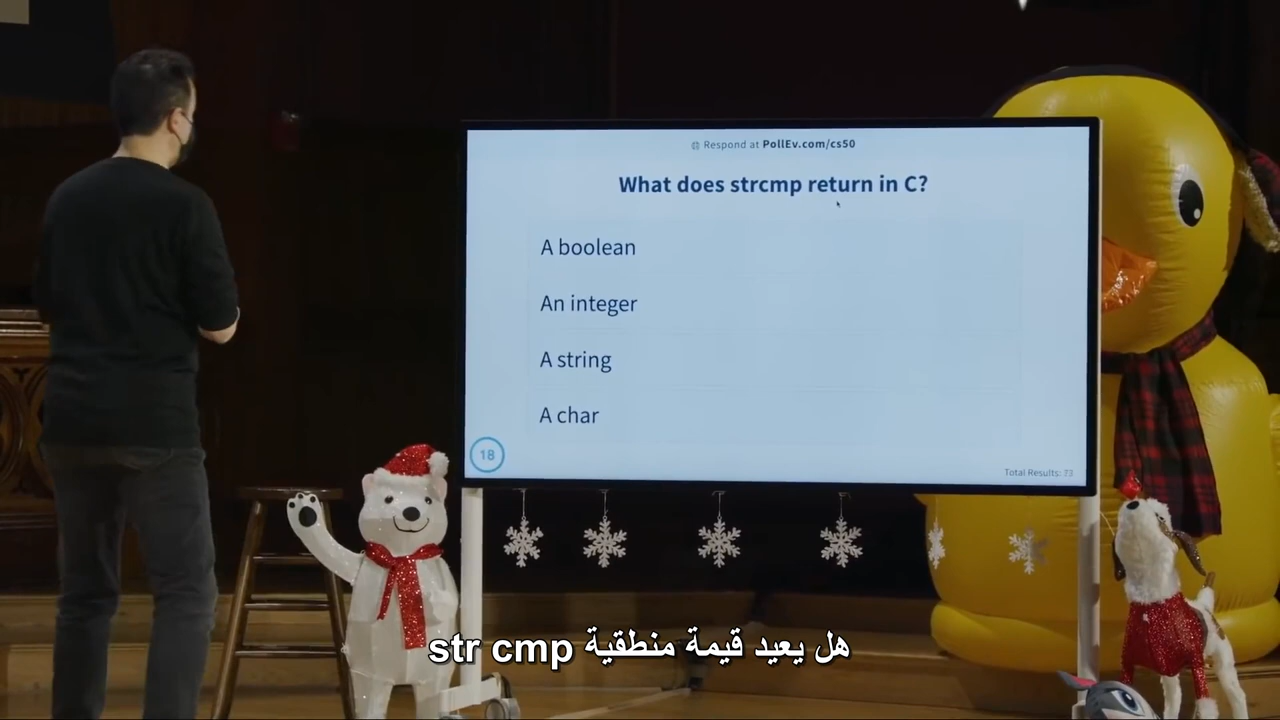 Respond at PollEv.com/cs50
What does strcmp return in C?
A boolean
An integer
A string
A char
18
Total Results: 73
هل يعيد قيمة منطقية str cmp